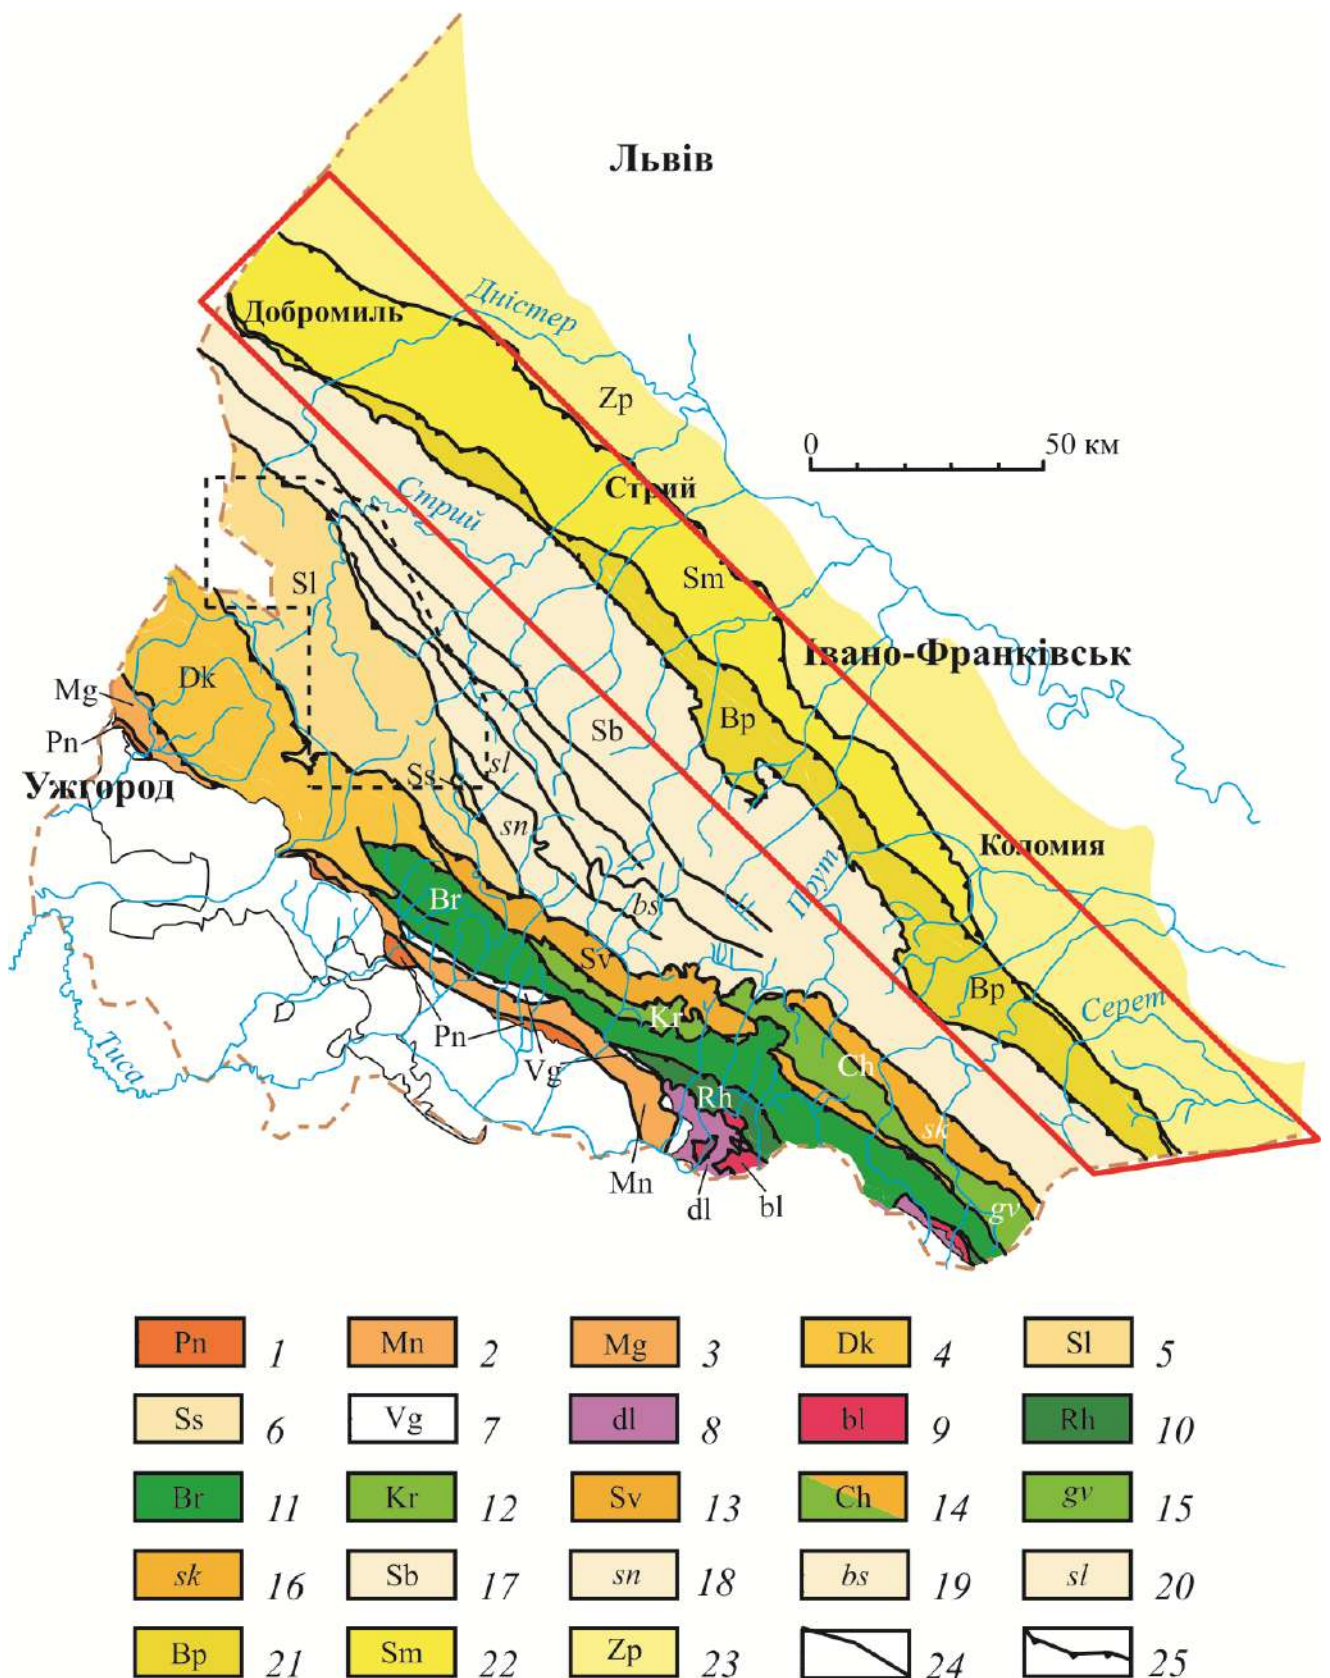 Львів
Дністер
Добромиль
Zp
0 50 км
Стрий
Стрий
Sm
Sl
Івано-Франківськ
Dk
Mg
Bp
Sb
Pn
Ss
sl
Ужгород
sn
Коломия
Прут
Br
bs
Sv
Bp
Серет
Kr
Pn
Тиса
Vg
Ch
Rh
sk
Mn
dl
bl
gv
Pn 1 Mn 2 Mg 3 Dk 4 Sl 5
Ss 6 Vg 7 dl 8 bl 9 Rh 10
Br 11 Kr 12 Sv 13 Ch 14 gv 15
sk 16 Sb 17 sn 18 bs 19 sl 20
Bp 21 Sm 22 Zp 23 24 25